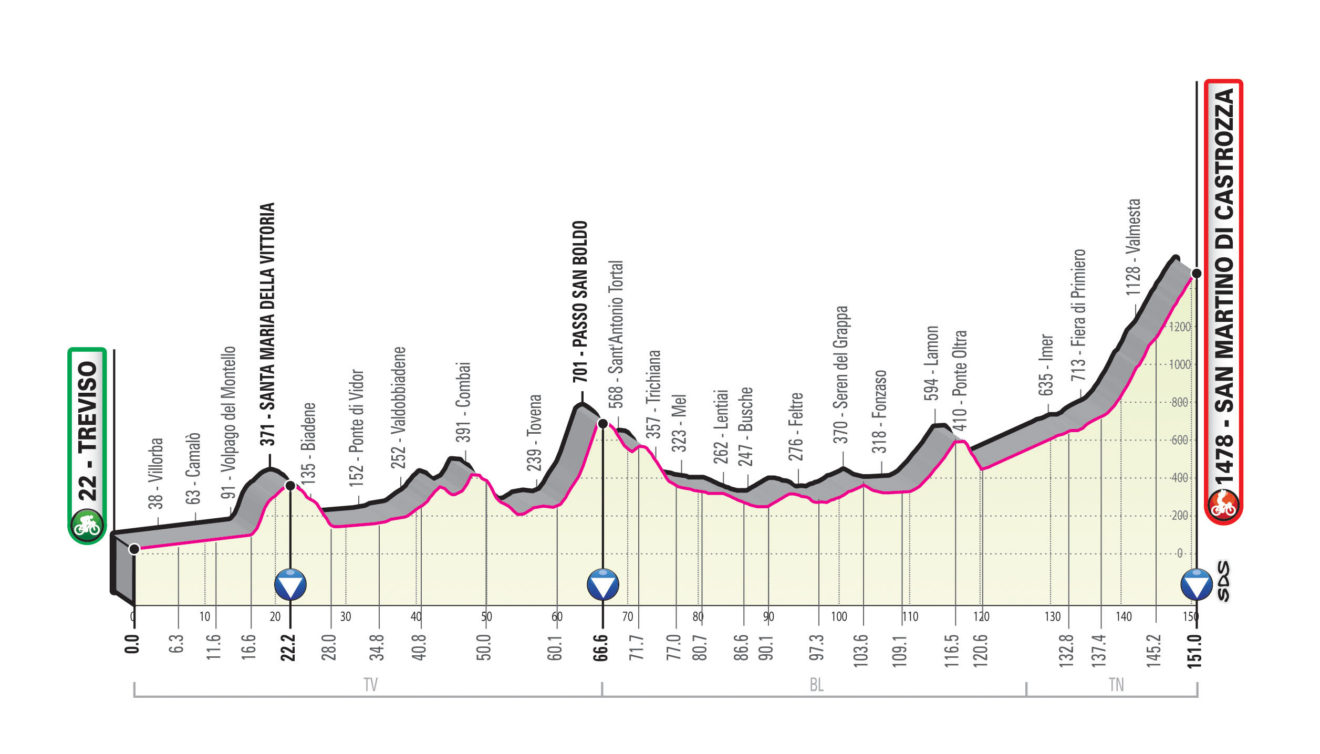 22 - TREVISO
38 - Villorba
63 - Camalò
91 - Volpago del Montello
371 - SANTA MARIA DELLA VITTORIA
135 - Biadene
152 - Ponte di Vidor
252 - Valdobbiadene
391 - Combai
239 - Tovena
701 - PASSO SAN BOLDO
568 - Sant'Antonio Tortal
357 - Trichiana
323 - Mel
262 - Lentiai
247 - Busche
276 - Feltre
370 - Seren del Grappa
318 - Fonzaso
594 - Lamon
410 - Ponte Oltra
635 - Imer
713 - Fiera di Primiero
1128 - Valmesta
1478 - SAN MARTINO DI CASTROZZA
1200
1000
800
600
400
200
0
SDS
0 10 20 30 40 50 60 70 80 90 100 110 120 130 140 150
0.0 6.3 11.6 16.6 22.2 28.0 34.8 40.8 50.0 60.1 66.6 71.7 77.0 80.7 86.6 90.1 97.3 103.6 109.1 116.5 120.6 132.8 137.4 145.2 151.0
TV BL TN